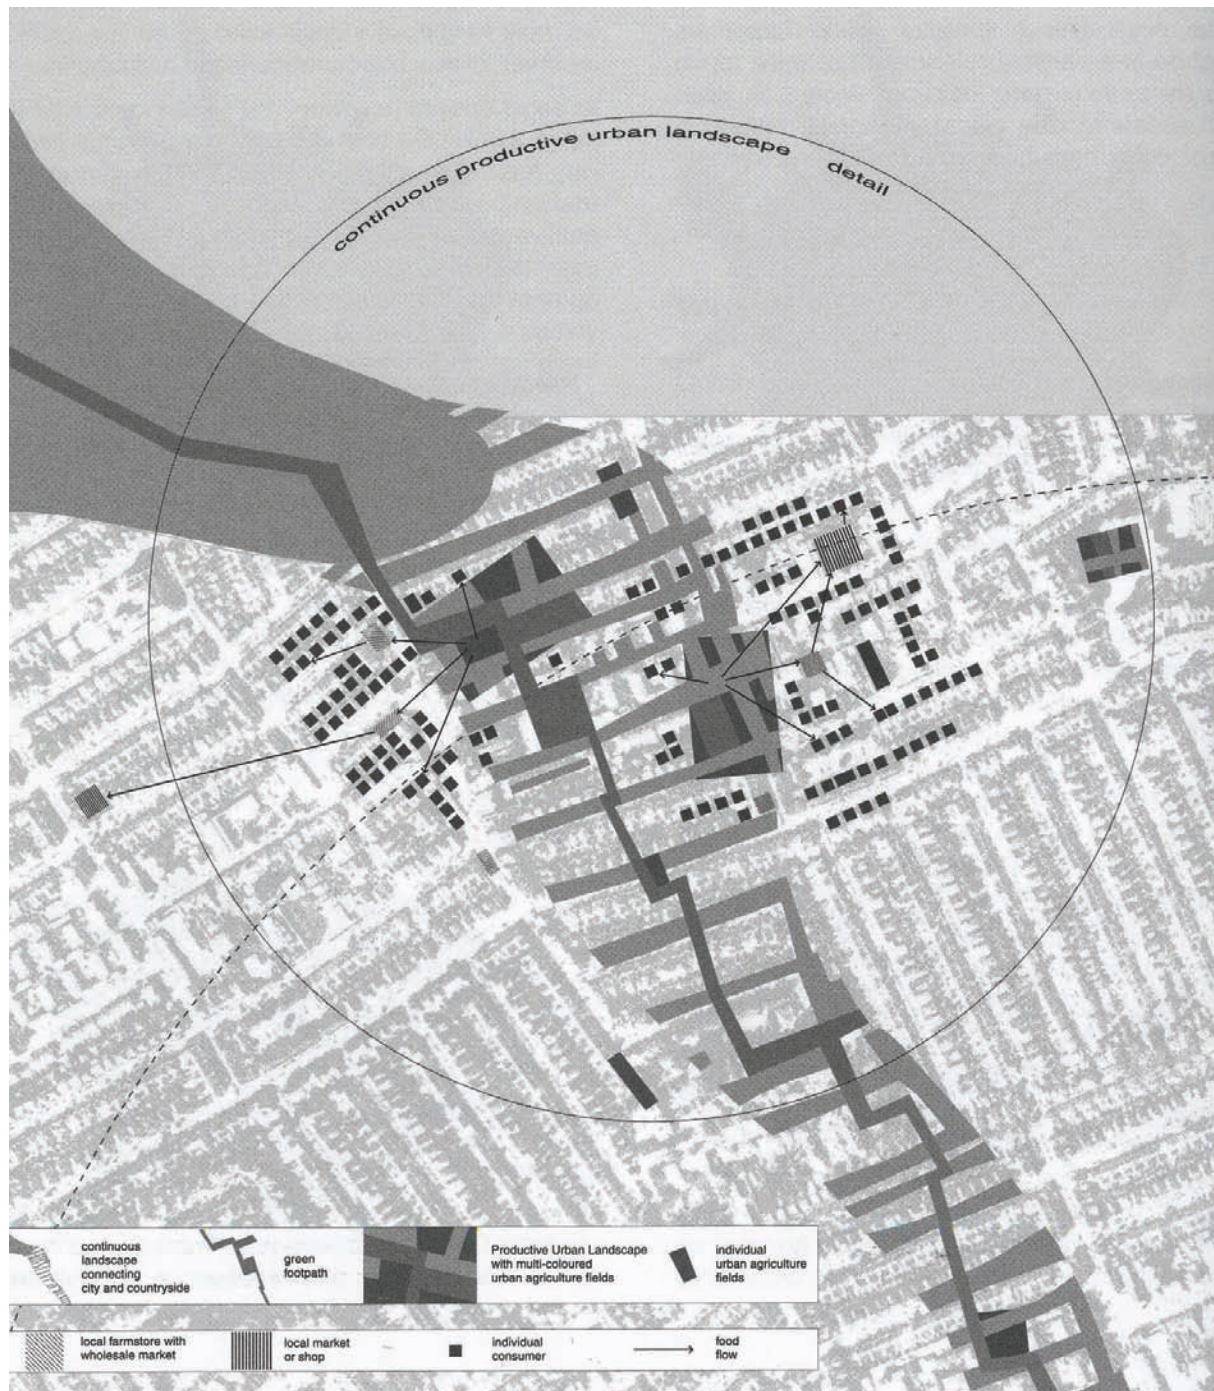 continuous productive urban landscape detail
continuous
landscape
connecting
city and countryside
green
footpath
Productive Urban Landscape
with multi-coloured
urban agriculture fields
individual
urban agriculture
fields
local farmstore with
wholesale market
local market
or shop
individual
consumer
food
flow